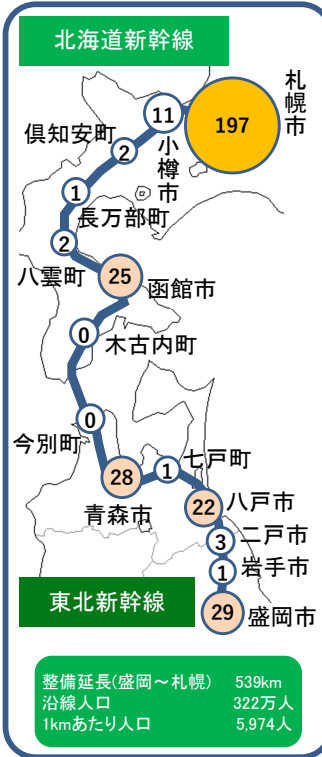 北海道新幹線
札幌市
197
11
小樽市
倶知安町
2
1
長万部町
2
八雲町
25
函館市
0
木古内町
0
今別町
28
青森市
1
七戸町
22
八戸市
3
二戸市
1
岩手市
29
盛岡市
東北新幹線
整備延長(盛岡～札幌) 539km
沿線人口 322万人
1kmあたり人口 5,974人